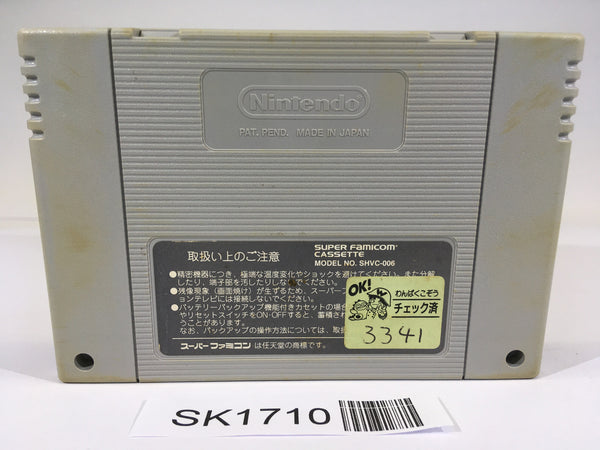 Nintendo
PAT. PEND. MADE IN JAPAN
取扱い上のご注意
SUPER FAMICOM
CASSETTE
MODEL NO. SHVC-006
●精密機器につき、極端な温度変化やショックを避けてください。また分解
したり、端子部を汚したりしないでください。
●残像現象（画面焼け）が生ずるため、スーパーフ
ョンテレビには接続しないでください。
●バッテリーバックアップ機能付きカセットの場合
やリセットスイッチをON・OFFすると、蓄積され
うことがあります。
なお、バックアップの操作方法については、取扱
スーパーファミコン は任天堂の商標です。
OK!
わんぱくこぞう
チェック済
3341
SK1710